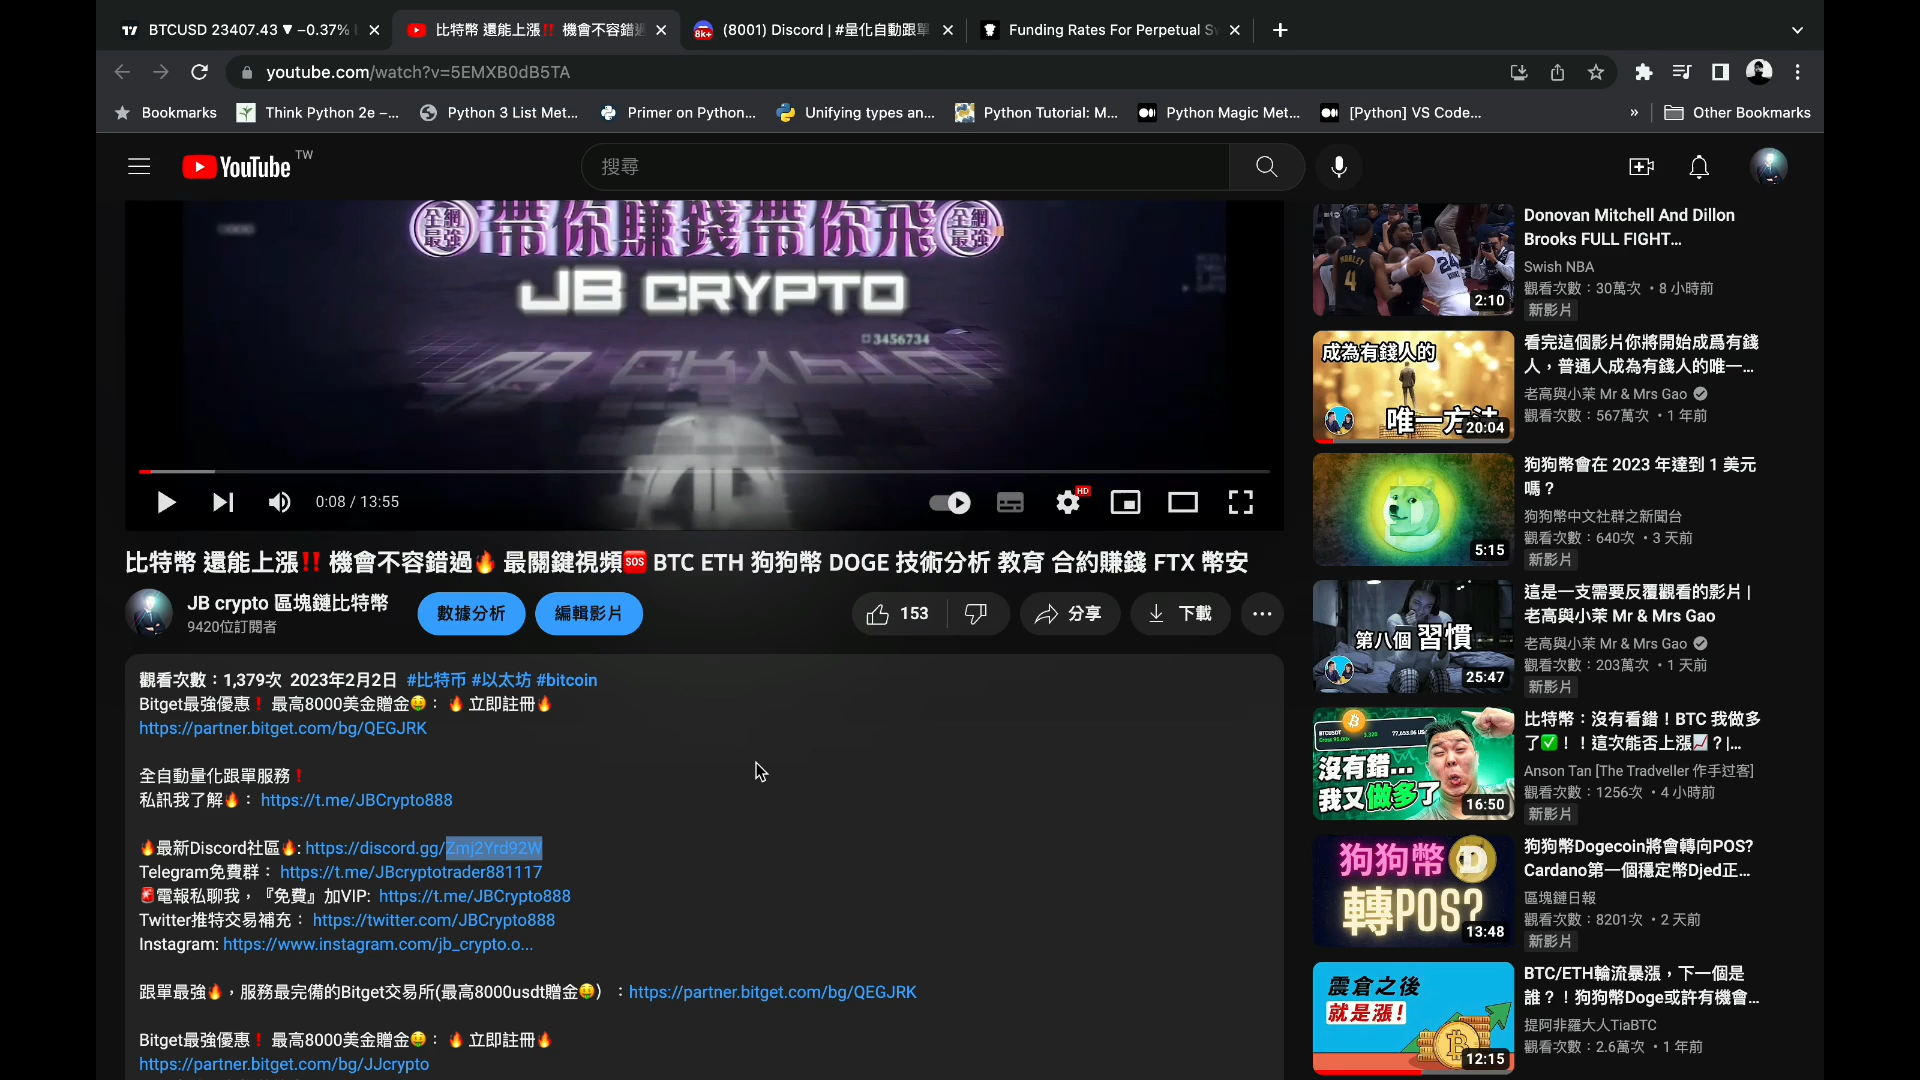 BTCUSD 23407.43 ▼ −0.37%
比特幣 還能上漲‼️ 機會不容錯過
(8001) Discord | #量化自動跟單
Funding Rates For Perpetual Sw
youtube.com/watch?v=5EMXB0dB5TA
Bookmarks
Think Python 2e –...
Python 3 List Met...
Primer on Python...
Unifying types an...
Python Tutorial: M...
Python Magic Met...
[Python] VS Code...
»
Other Bookmarks
YouTube TW
搜尋
全網最強 帶你賺錢帶你飛 全網最強
JB CRYPTO
3456734
0:08 / 13:55
HD
比特幣 還能上漲‼️ 機會不容錯過🔥 最關鍵視頻🆘 BTC ETH 狗狗幣 DOGE 技術分析 教育 合約賺錢 FTX 幣安
JB crypto 區塊鏈比特幣
9420位訂閱者
數據分析
編輯影片
153
分享
下載
觀看次數：1,379次 2023年2月2日 #比特币 #以太坊 #bitcoin
Bitget最強優惠❗ 最高8000美金贈金🤑： 🔥 立即註冊🔥
https://partner.bitget.com/bg/QEGJRK
全自動量化跟單服務❗
私訊我了解🔥： https://t.me/JBCrypto888
🔥最新Discord社區🔥: https://discord.gg/Zmj2Yrd92W
Telegram免費群： https://t.me/JBcryptotrader881117
🚨電報私聊我，『免費』加VIP: https://t.me/JBCrypto888
Twitter推特交易補充： https://twitter.com/JBCrypto888
Instagram: https://www.instagram.com/jb_crypto.o...
跟單最強🔥，服務最完備的Bitget交易所(最高8000usdt贈金🤑) ：https://partner.bitget.com/bg/QEGJRK
Bitget最強優惠❗ 最高8000美金贈金🤑： 🔥 立即註冊🔥
https://partner.bitget.com/bg/JJcrypto
2:10
Donovan Mitchell And Dillon
Brooks FULL FIGHT...
Swish NBA
觀看次數：30萬次 ・8 小時前
新影片
成為有錢人的
唯一方法
20:04
看完這個影片你將開始成爲有錢
人，普通人成為有錢人的唯一...
老高與小茉 Mr & Mrs Gao
觀看次數：567萬次 ・1 年前
5:15
狗狗幣會在 2023 年達到 1 美元
嗎？
狗狗幣中文社群之新聞台
觀看次數：640次 ・3 天前
新影片
第八個 習慣
25:47
這是一支需要反覆觀看的影片 |
老高與小茉 Mr & Mrs Gao
老高與小茉 Mr & Mrs Gao
觀看次數：203萬次 ・1 天前
新影片
沒有錯...
我又做多了
16:50
比特幣：沒有看錯！BTC 我做多
了✅！！這次能否上漲📈？|...
Anson Tan [The Tradveller 作手过客]
觀看次數：1256次 ・4 小時前
新影片
狗狗幣
轉POS?
13:48
狗狗幣Dogecoin將會轉向POS?
Cardano第一個穩定幣Djed正...
區塊鏈日報
觀看次數：8201次 ・2 天前
新影片
震倉之後
就是漲!
12:15
BTC/ETH輪流暴漲，下一個是
誰？！狗狗幣Doge或許有機會...
提阿非羅大人TiaBTC
觀看次數：2.6萬次 ・1 年前